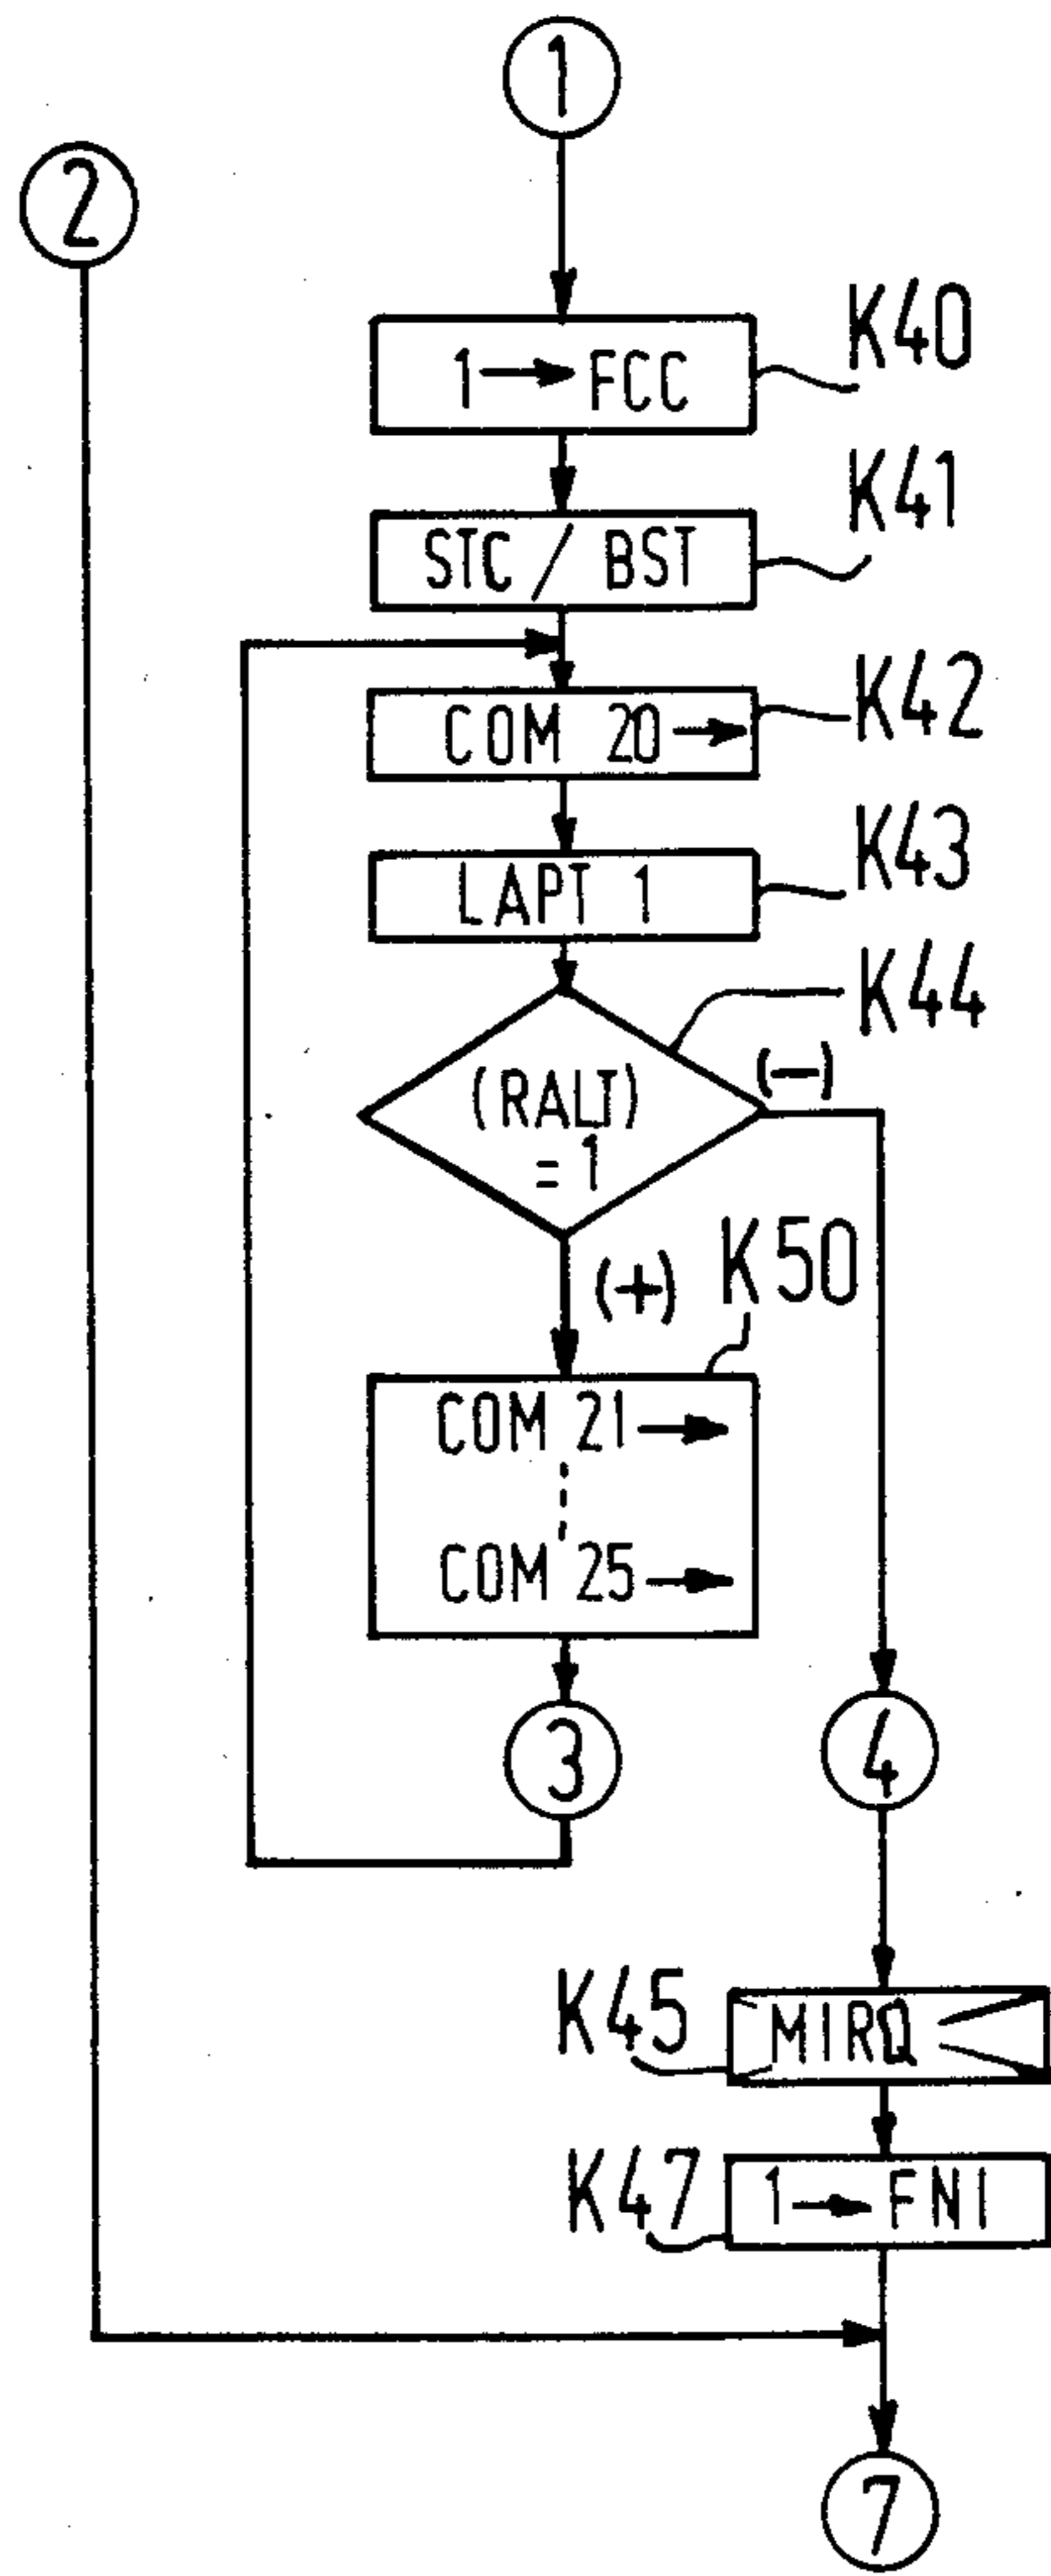 1
2
1→FCC
K40
STC / BST
K41
COM 20→
K42
LAPT 1
K43
K44
(RALT)
= 1
(−)
(+)
K50
COM 21→
COM 25→
3
4
K45
MIRQ
K47
1→FNI
7